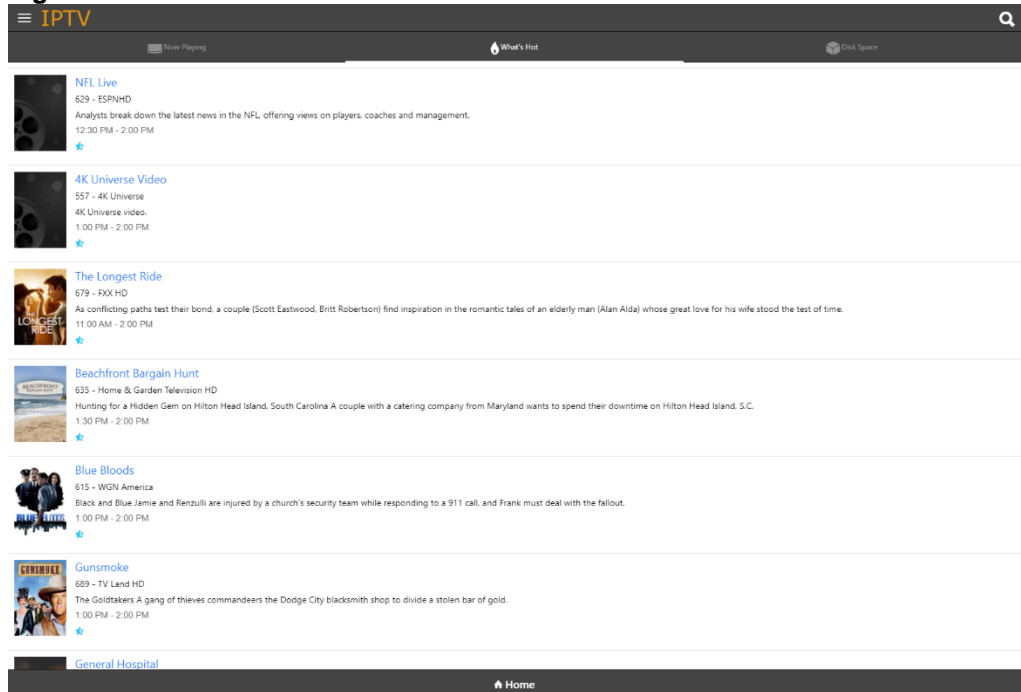 IPTV
Now Playing
What's Hot
Disk Space
NFL Live
629 - ESPNHD
Analysts break down the latest news in the NFL, offering views on players, coaches and management.
12:30 PM - 2:00 PM
4K Universe Video
557 - 4K Universe
4K Universe video.
1:00 PM - 2:00 PM
THE
LONGEST
RIDE
The Longest Ride
679 - FXX HD
As conflicting paths test their bond, a couple (Scott Eastwood, Britt Robertson) find inspiration in the romantic tales of an elderly man (Alan Alda) whose great love for his wife stood the test of time.
11:00 AM - 2:00 PM
BEACHFRONT
Beachfront Bargain Hunt
635 - Home & Garden Television HD
Hunting for a Hidden Gem on Hilton Head Island, South Carolina A couple with a catering company from Maryland wants to spend their downtime on Hilton Head Island, S.C.
1:30 PM - 2:00 PM
BLUE BLOODS
Blue Bloods
615 - WGN America
Black and Blue Jamie and Renzulli are injured by a church's security team while responding to a 911 call, and Frank must deal with the fallout.
1:00 PM - 2:00 PM
GUNSMOKE
Gunsmoke
689 - TV Land HD
The Goldtakers A gang of thieves commandeers the Dodge City blacksmith shop to divide a stolen bar of gold.
1:00 PM - 2:00 PM
General Hospital
Home